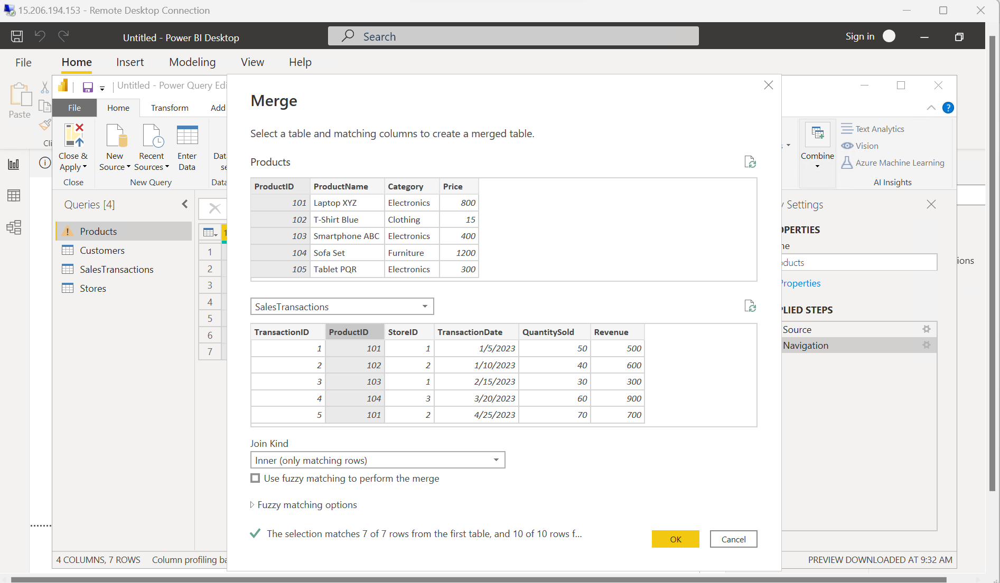 15.206.194.153 - Remote Desktop Connection
Untitled - Power BI Desktop
Search
Sign in
File Home Insert Modeling View Help
Paste
Cli
Untitled - Power Query Edi
File Home Transform Add
Close & Apply
New Source
Recent Sources
Enter Data
Dat
se
Close
New Query
Data
Combine
Text Analytics
Vision
Azure Machine Learning
AI Insights
Queries [4]
Products
Customers
SalesTransactions
Stores
1
1
2
3
4
5
6
7
Merge
Select a table and matching columns to create a merged table.
Products
ProductID ProductName Category Price
101 Laptop XYZ Electronics 800
102 T-Shirt Blue Clothing 15
103 Smartphone ABC Electronics 400
104 Sofa Set Furniture 1200
105 Tablet PQR Electronics 300
SalesTransactions
TransactionID ProductID StoreID TransactionDate QuantitySold Revenue
1 101 1 1/5/2023 50 500
2 102 2 1/10/2023 40 600
3 103 1 2/15/2023 30 300
4 104 3 3/20/2023 60 900
5 101 2 4/25/2023 70 700
Join Kind
Inner (only matching rows)
Use fuzzy matching to perform the merge
Fuzzy matching options
The selection matches 7 of 7 rows from the first table, and 10 of 10 rows f...
OK
Cancel
y Settings
OPERTIES
me
oducts
Properties
PLIED STEPS
Source
Navigation
ions
4 COLUMNS, 7 ROWS
Column profiling ba
PREVIEW DOWNLOADED AT 9:32 AM